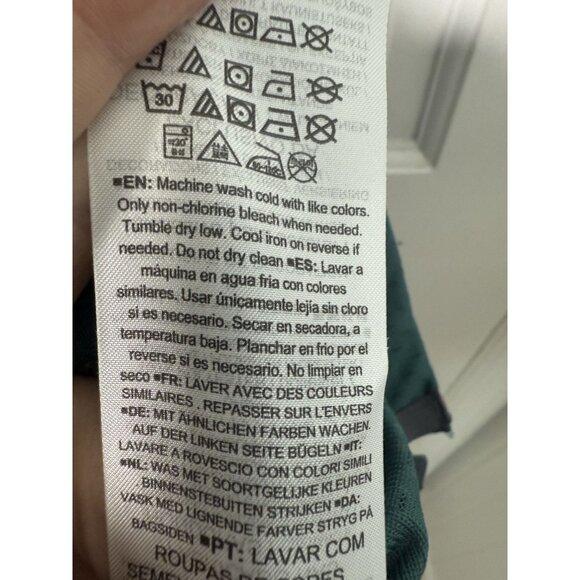 30
■EN: Machine wash cold with like colors.
Only non-chlorine bleach when needed.
Tumble dry low. Cool iron on reverse if
needed. Do not dry clean ■ES: Lavar a
máquina en agua fria con colores
similares. Usar únicamente lejía sin cloro
si es necesario. Secar en secadora, a
temperatura baja. Planchar en frio por el
reverse si es necesario. No limpiar en
seco ■FR: LAVER AVEC DES COULEURS
SIMILAIRES . REPASSER SUR L'ENVERS
■DE: MIT ÄHNLICHEN FARBEN WACHEN.
AUF DER LINKEN SEITE BÜGELN ■IT:
LAVARE A ROVESCIO CON COLORI SIMILI
■NL: WAS MET SOORTGELIJKE KLEUREN
. BINNENSTEBUITEN STRIJKEN ■DA:
VASK MED LIGNENDE FARVER STRYG PÅ
BAGSIDEN ■PT: LAVAR COM
ROUPAS DE CORES